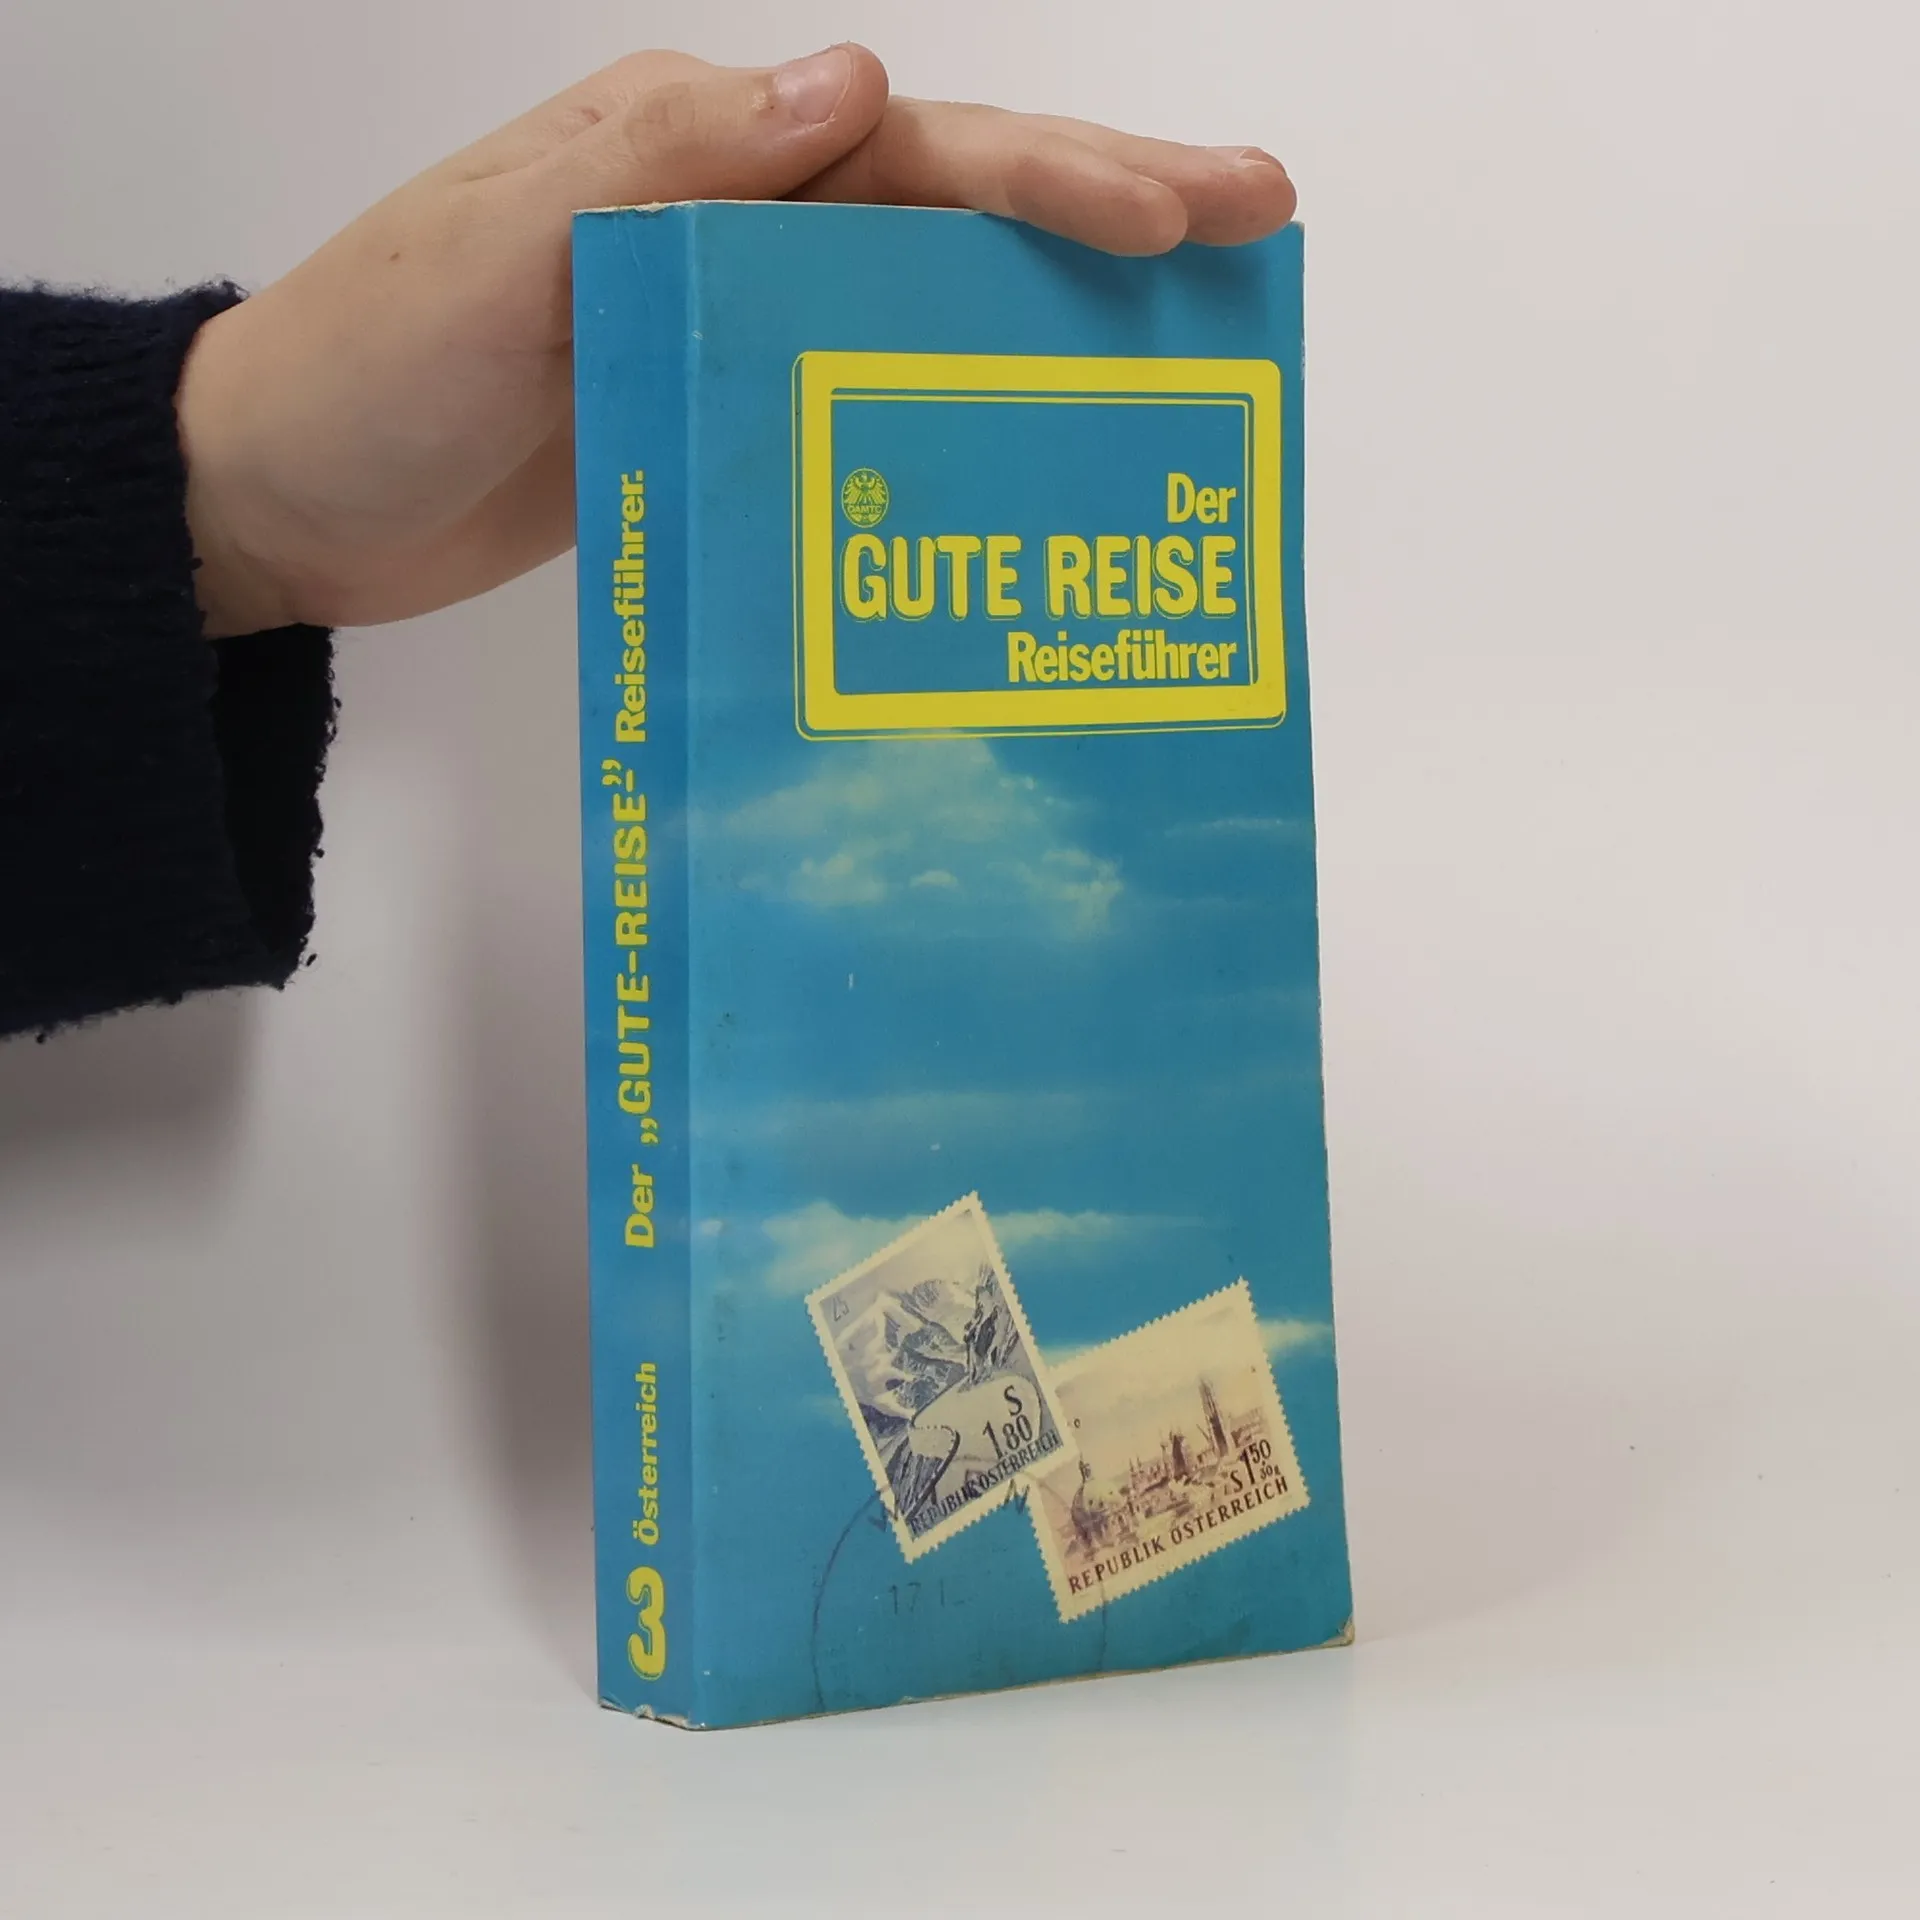 Der
GUTE REISE
Reiseführer
ÖAMTC
3 Österreich Der „GUTE-REISE-” Reiseführer.
S
1.80
REPUBLIK ÖSTERREICH
S 1.50
REPUBLIK ÖSTERREICH
17 I